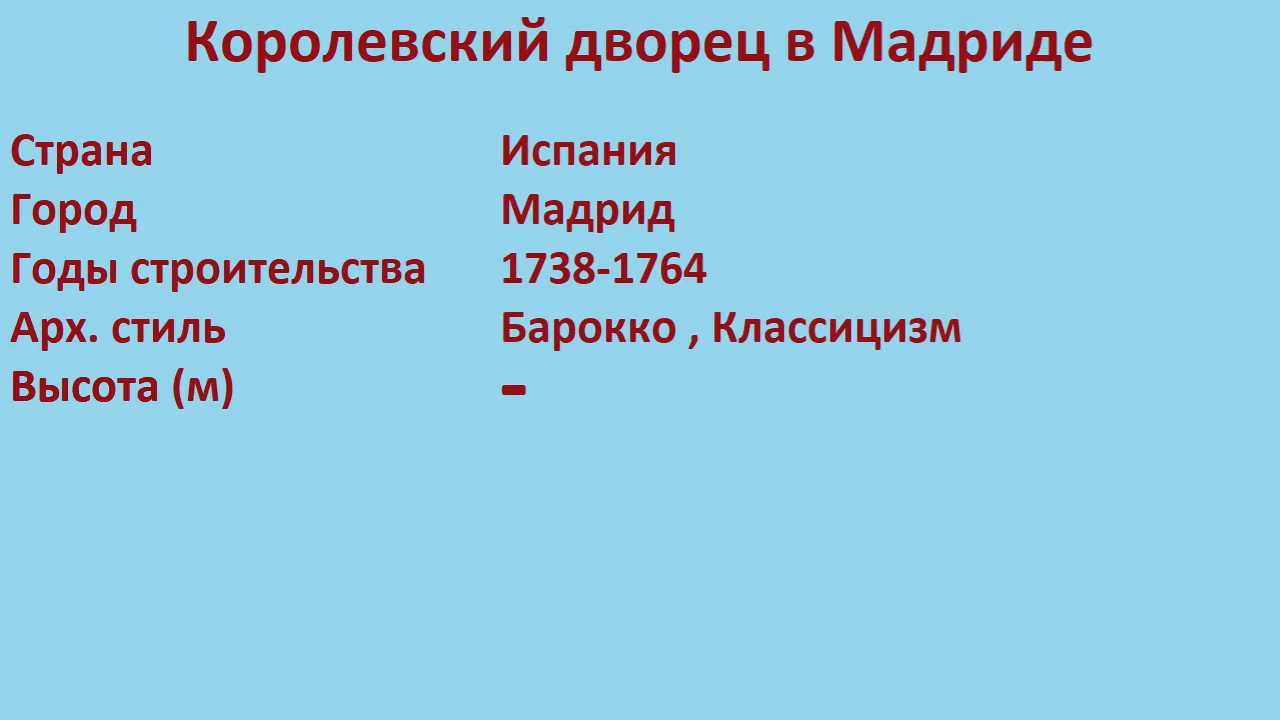 Королевский дворец в Мадриде
Страна Испания
Город Мадрид
Годы строительства 1738-1764
Арх. стиль Барокко , Классицизм
Высота (м) -